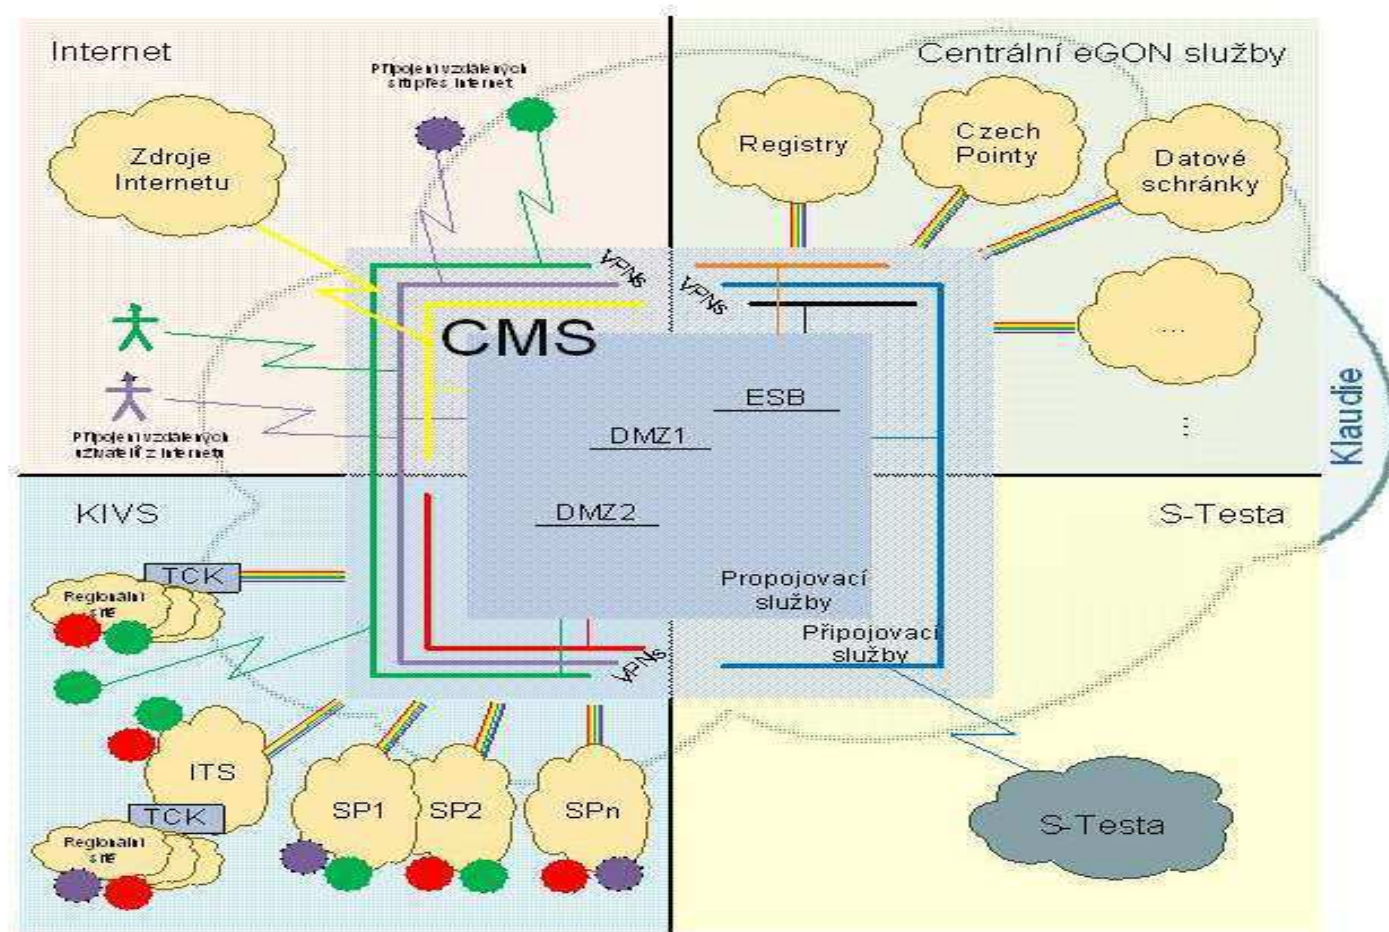 Internet
Centrální eGON služby
Připojení vzdálených
sítí přes Internet
Zdroje
Internetu
Registry
Czech
Pointy
Datové
schránky
VPNs
VPNs
CMS
...
ESB
DMZ1
Klaudie
Připojení vzdálených
uživatelů z Internetu
KIVS
DMZ2
S-Testa
TCK
Regionální
sítě
Propojovací
služby
Připojovací
služby
VPNs
ITS
TCK
Regionální
sítě
SP1
SP2
SPn
S-Testa